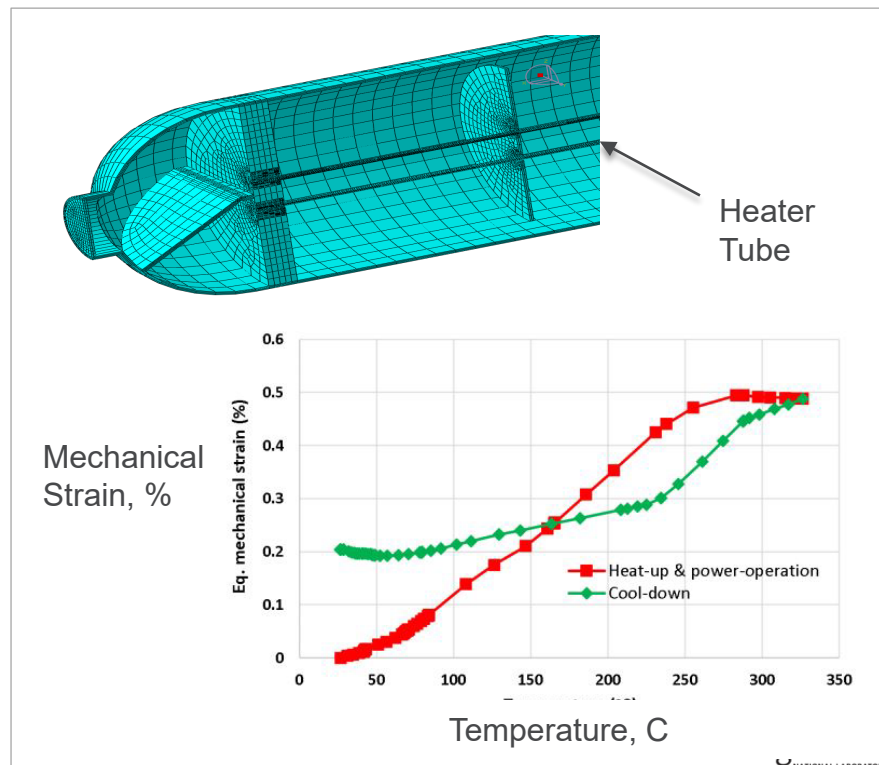 Heater
Tube
Mechanical
Strain, %
Eq. mechanical strain (%)
0.6
0.5
0.4
0.3
0.2
0.1
0
Heat-up & power-operation
Cool-down
0 50 100 150 200 250 300 350
Temperature, C